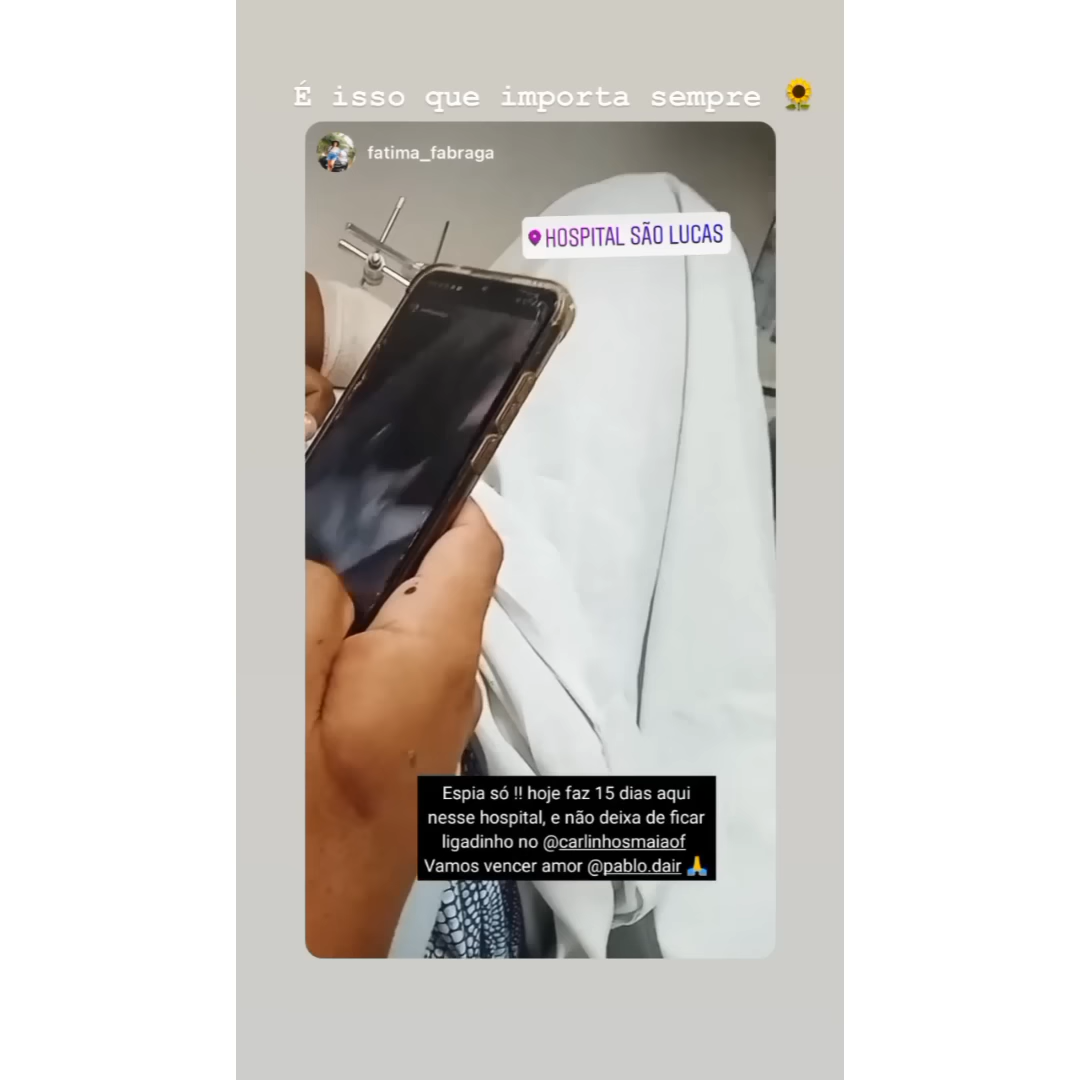 É isso que importa sempre 🌻
fatima_fabraga
HOSPITAL SÃO LUCAS
Espia só !! hoje faz 15 dias aqui
nesse hospital, e não deixa de ficar
ligadinho no @carlinhosmaiaof
Vamos vencer amor @pablo.dair 🙏